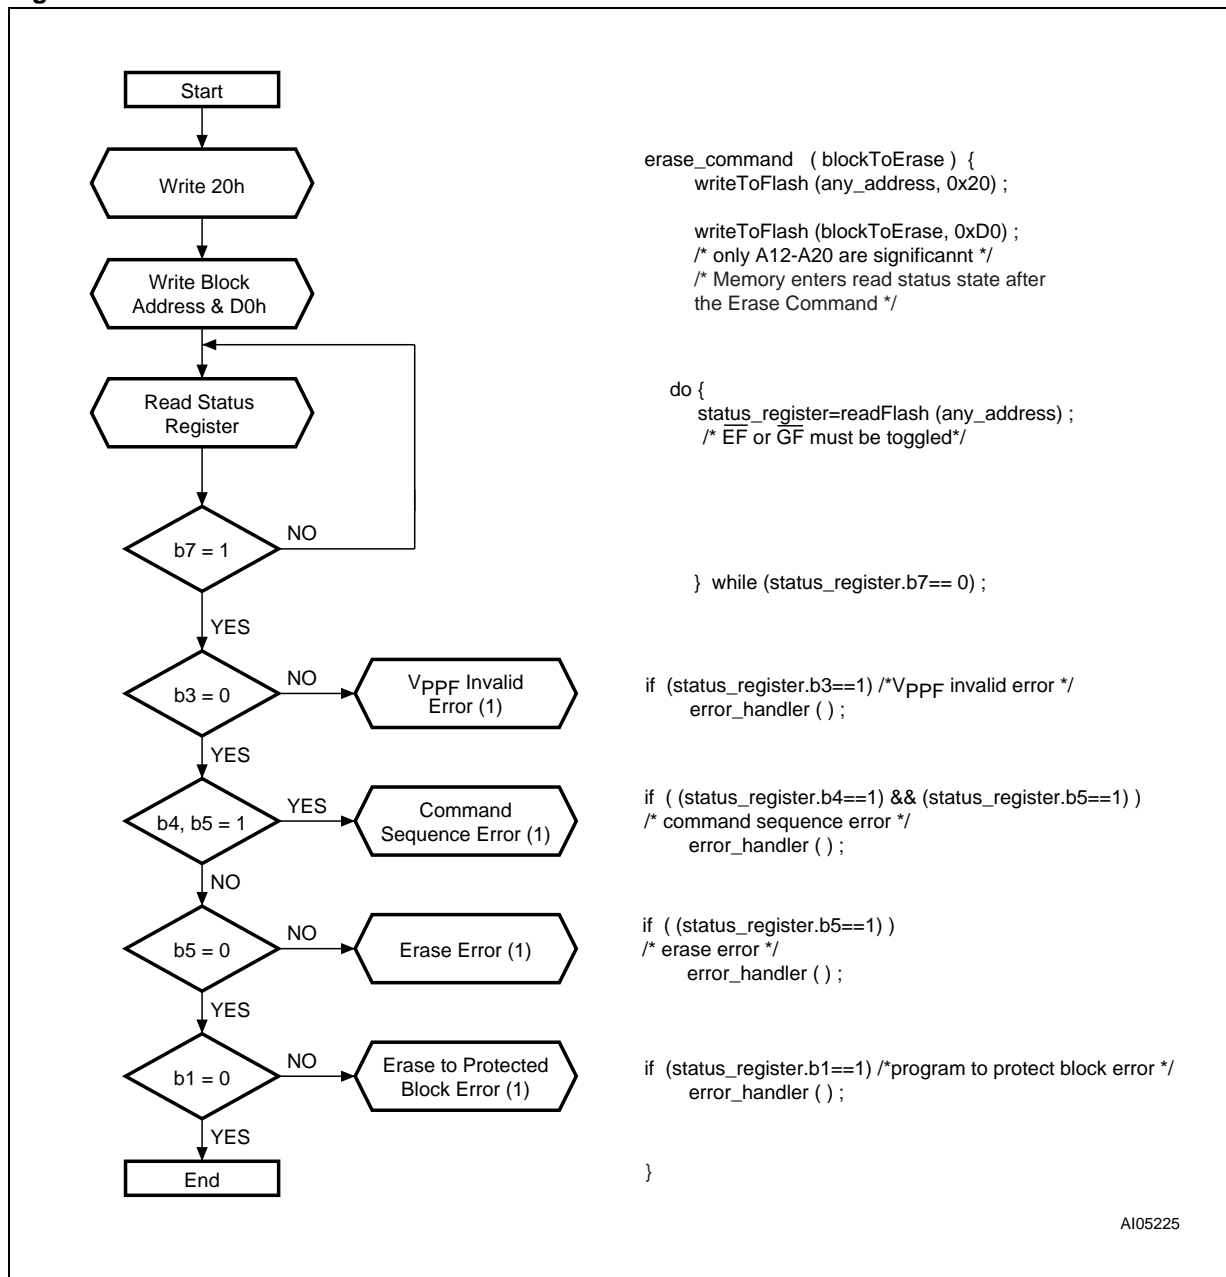 Start
Write 20h
Write Block
Address & D0h
Read Status
Register
b7 = 1
NO
YES
b3 = 0
NO
VPPF Invalid
Error (1)
YES
b4, b5 = 1
YES
Command
Sequence Error (1)
NO
b5 = 0
NO
Erase Error (1)
YES
b1 = 0
NO
Erase to Protected
Block Error (1)
YES
End
erase_command ( blockToErase ) {
writeToFlash (any_address, 0x20) ;
writeToFlash (blockToErase, 0xD0) ;
/* only A12-A20 are significannt */
/* Memory enters read status state after
the Erase Command */
do {
status_register=readFlash (any_address) ;
/* E̅F̅ or G̅F̅ must be toggled*/
} while (status_register.b7== 0) ;
if (status_register.b3==1) /*VPPF invalid error */
error_handler ( ) ;
if ( (status_register.b4==1) && (status_register.b5==1) )
/* command sequence error */
error_handler ( ) ;
if ( (status_register.b5==1) )
/* erase error */
error_handler ( ) ;
if (status_register.b1==1) /*program to protect block error */
error_handler ( ) ;
}
AI05225